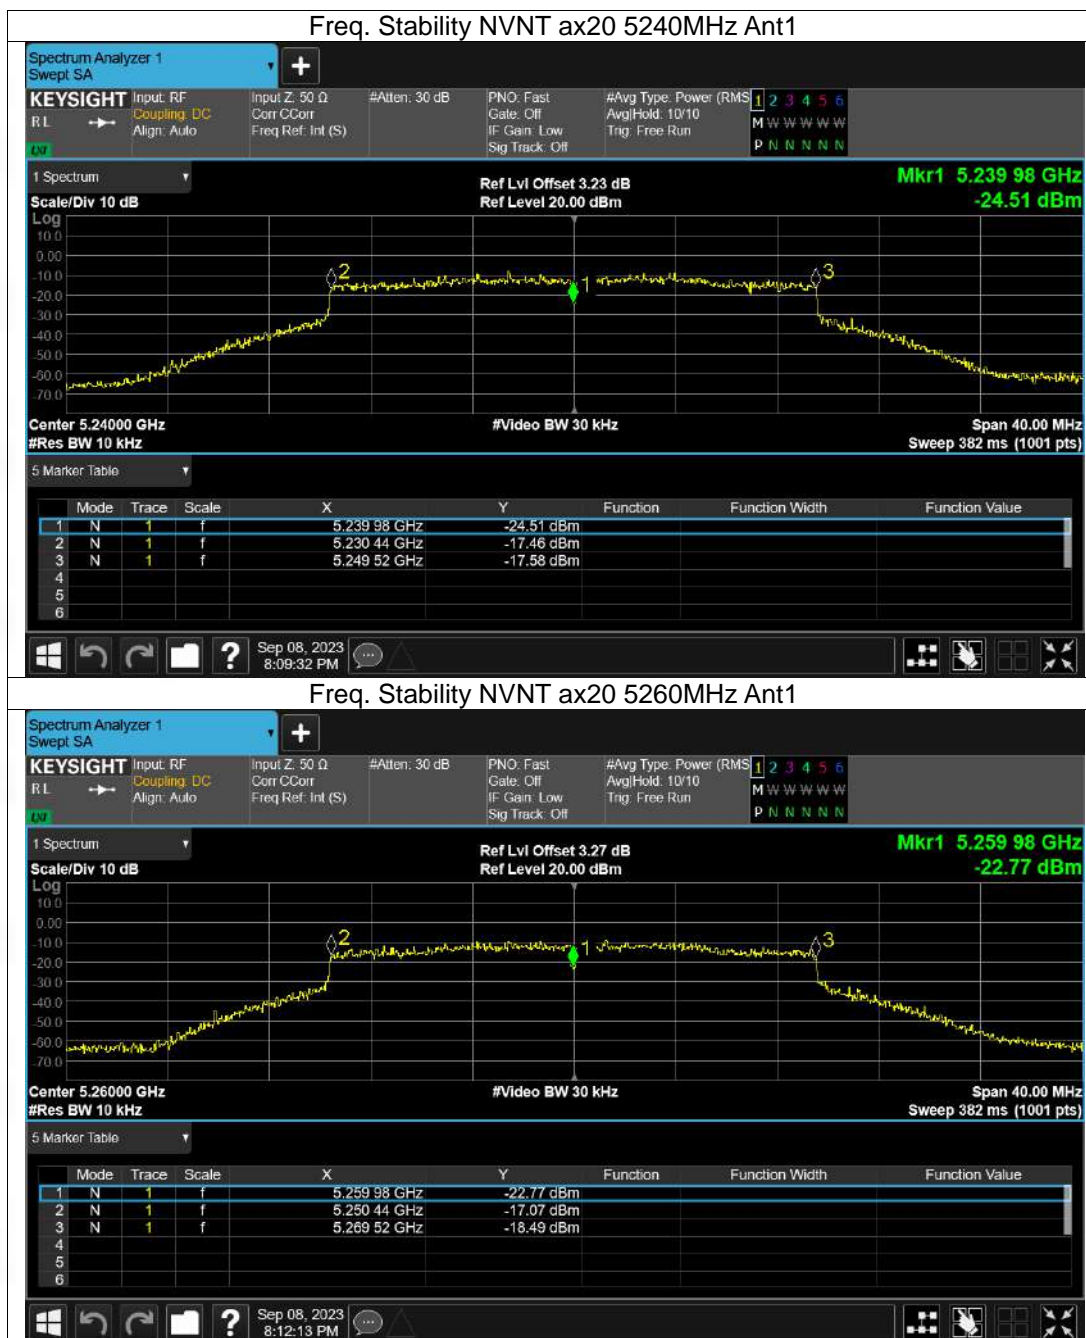 Freq. Stability NVNT ax20 5240MHz Ant1
Spectrum Analyzer 1
Swept SA
+
KEYSIGHT Input: RF Input Z: 50 Ω #Atten: 30 dB PNO: Fast #Avg Type: Power (RMS 1 2 3 4 5 6
RL Coupling: DC Corr CCorr Gate: Off Avg|Hold: 10/10 M W W W W W
Align: Auto Freq Ref: Int (S) IF Gain: Low Trig: Free Run
LXI Sig Track: Off P N N N N N
1 Spectrum Ref Lvl Offset 3.23 dB Mkr1 5.239 98 GHz
Scale/Div 10 dB Ref Level 20.00 dBm -24.51 dBm
Log
10.0
0.00
-10.0 2 3
-20.0 1
-30.0
-40.0
-50.0
-60.0
-70.0
Center 5.24000 GHz #Video BW 30 kHz Span 40.00 MHz
#Res BW 10 kHz Sweep 382 ms (1001 pts)
5 Marker Table
Mode Trace Scale X Y Function Function Width Function Value
1 N 1 f 5.239 98 GHz -24.51 dBm
2 N 1 f 5.230 44 GHz -17.46 dBm
3 N 1 f 5.249 52 GHz -17.58 dBm
4
5
6
? Sep 08, 2023
8:09:32 PM
Freq. Stability NVNT ax20 5260MHz Ant1
Spectrum Analyzer 1
Swept SA
+
KEYSIGHT Input: RF Input Z: 50 Ω #Atten: 30 dB PNO: Fast #Avg Type: Power (RMS 1 2 3 4 5 6
RL Coupling: DC Corr CCorr Gate: Off Avg|Hold: 10/10 M W W W W W
Align: Auto Freq Ref: Int (S) IF Gain: Low Trig: Free Run
LXI Sig Track: Off P N N N N N
1 Spectrum Ref Lvl Offset 3.27 dB Mkr1 5.259 98 GHz
Scale/Div 10 dB Ref Level 20.00 dBm -22.77 dBm
Log
10.0
0.00
-10.0 2 3
-20.0 1
-30.0
-40.0
-50.0
-60.0
-70.0
Center 5.26000 GHz #Video BW 30 kHz Span 40.00 MHz
#Res BW 10 kHz Sweep 382 ms (1001 pts)
5 Marker Table
Mode Trace Scale X Y Function Function Width Function Value
1 N 1 f 5.259 98 GHz -22.77 dBm
2 N 1 f 5.250 44 GHz -17.07 dBm
3 N 1 f 5.269 52 GHz -18.49 dBm
4
5
6
? Sep 08, 2023
8:12:13 PM